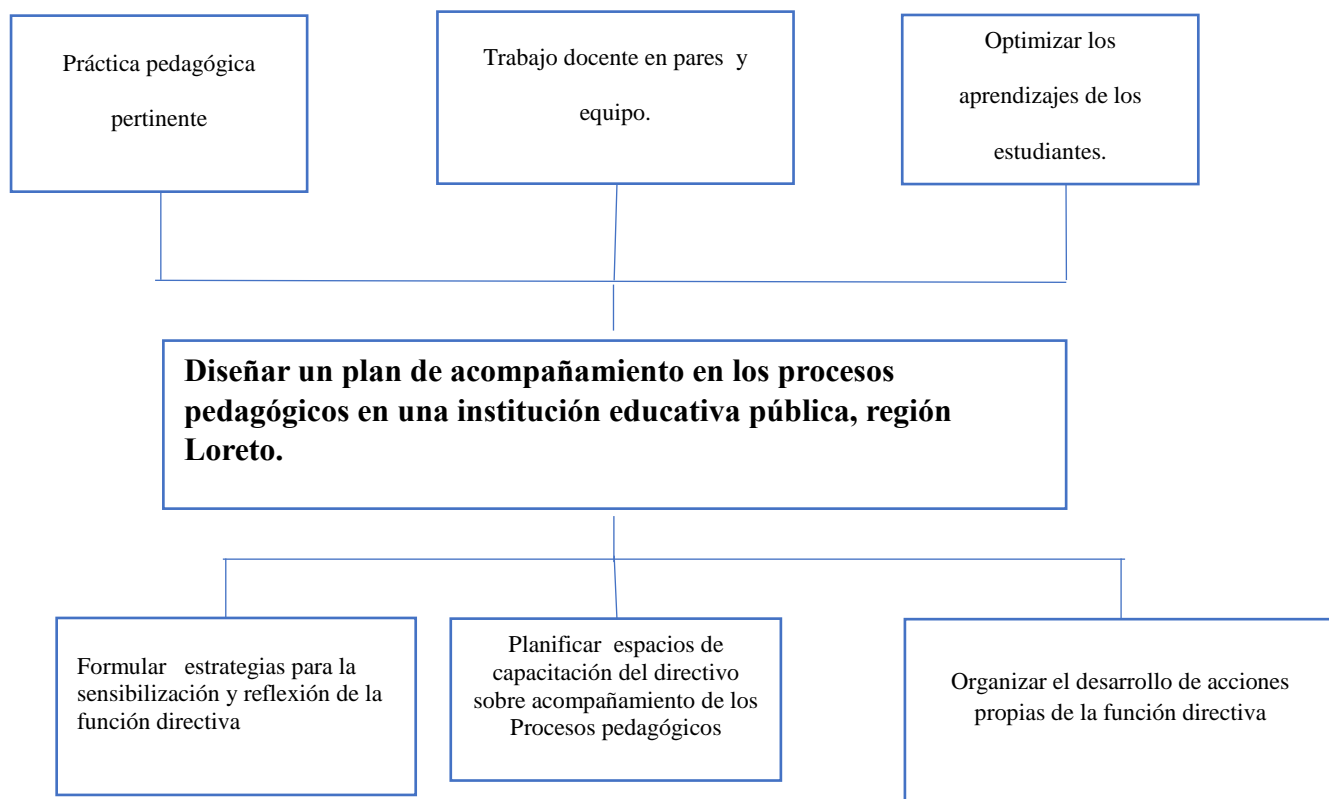 Práctica pedagógica
pertinente
Trabajo docente en pares y
equipo.
Optimizar los
aprendizajes de los
estudiantes.
Diseñar un plan de acompañamiento en los procesos
pedagógicos en una institución educativa pública, región
Loreto.
Formular estrategias para la
sensibilización y reflexión de la
función directiva
Planificar espacios de
capacitación del directivo
sobre acompañamiento de los
Procesos pedagógicos
Organizar el desarrollo de acciones
propias de la función directiva